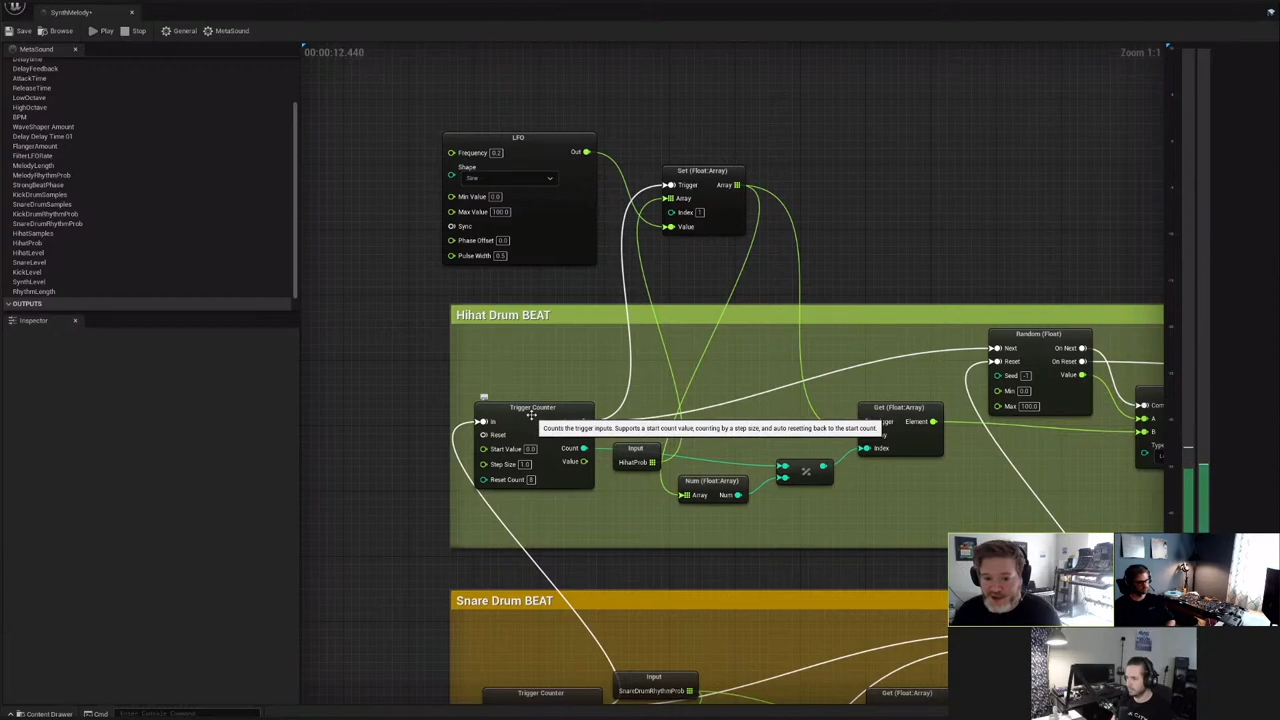 SynthMelody*
Save
Browse
Play
Stop
General
MetaSound
MetaSound
00:00:12.440
Zoom 1:1
DelayTime
DelayFeedback
AttackTime
ReleaseTime
LowOctave
HighOctave
BPM
WaveShaper Amount
Delay Delay Time 01
FlangerAmount
FilterLFORate
MelodyLength
MelodyRhythmProb
StrongBeatPhase
KickDrumSamples
SnareDrumSamples
KickDrumRhythmProb
SnareDrumRhythmProb
HihatSamples
HihatProb
HihatLevel
SnareLevel
KickLevel
SynthLevel
RhythmLength
OUTPUTS
Inspector
LFO
Frequency 0.2
Out
Shape
Sine
Min Value 0.0
Max Value 100.0
Sync
Phase Offset 0.0
Pulse Width 0.5
Set (Float:Array)
Trigger
Array
Array
Index 1
Value
Hihat Drum BEAT
Trigger Counter
In
Reset
Start Value 0.0
Count
Step Size 1.0
Value
Reset Count 8
Counts the trigger inputs. Supports a start count value, counting by a step size, and auto resetting back to the start count.
Input
HihatProb
Num (Float:Array)
Array
Num
%
Get (Float:Array)
Element
Index
Random (Float)
Next
On Next
Reset
On Reset
Seed -1
Value
Min 0.0
Max 100.0
A
B
Snare Drum BEAT
Trigger Counter
Input
SnareDrumRhythmProb
Get (Float:Array)
Content Drawer
Cmd
Enter Console Command